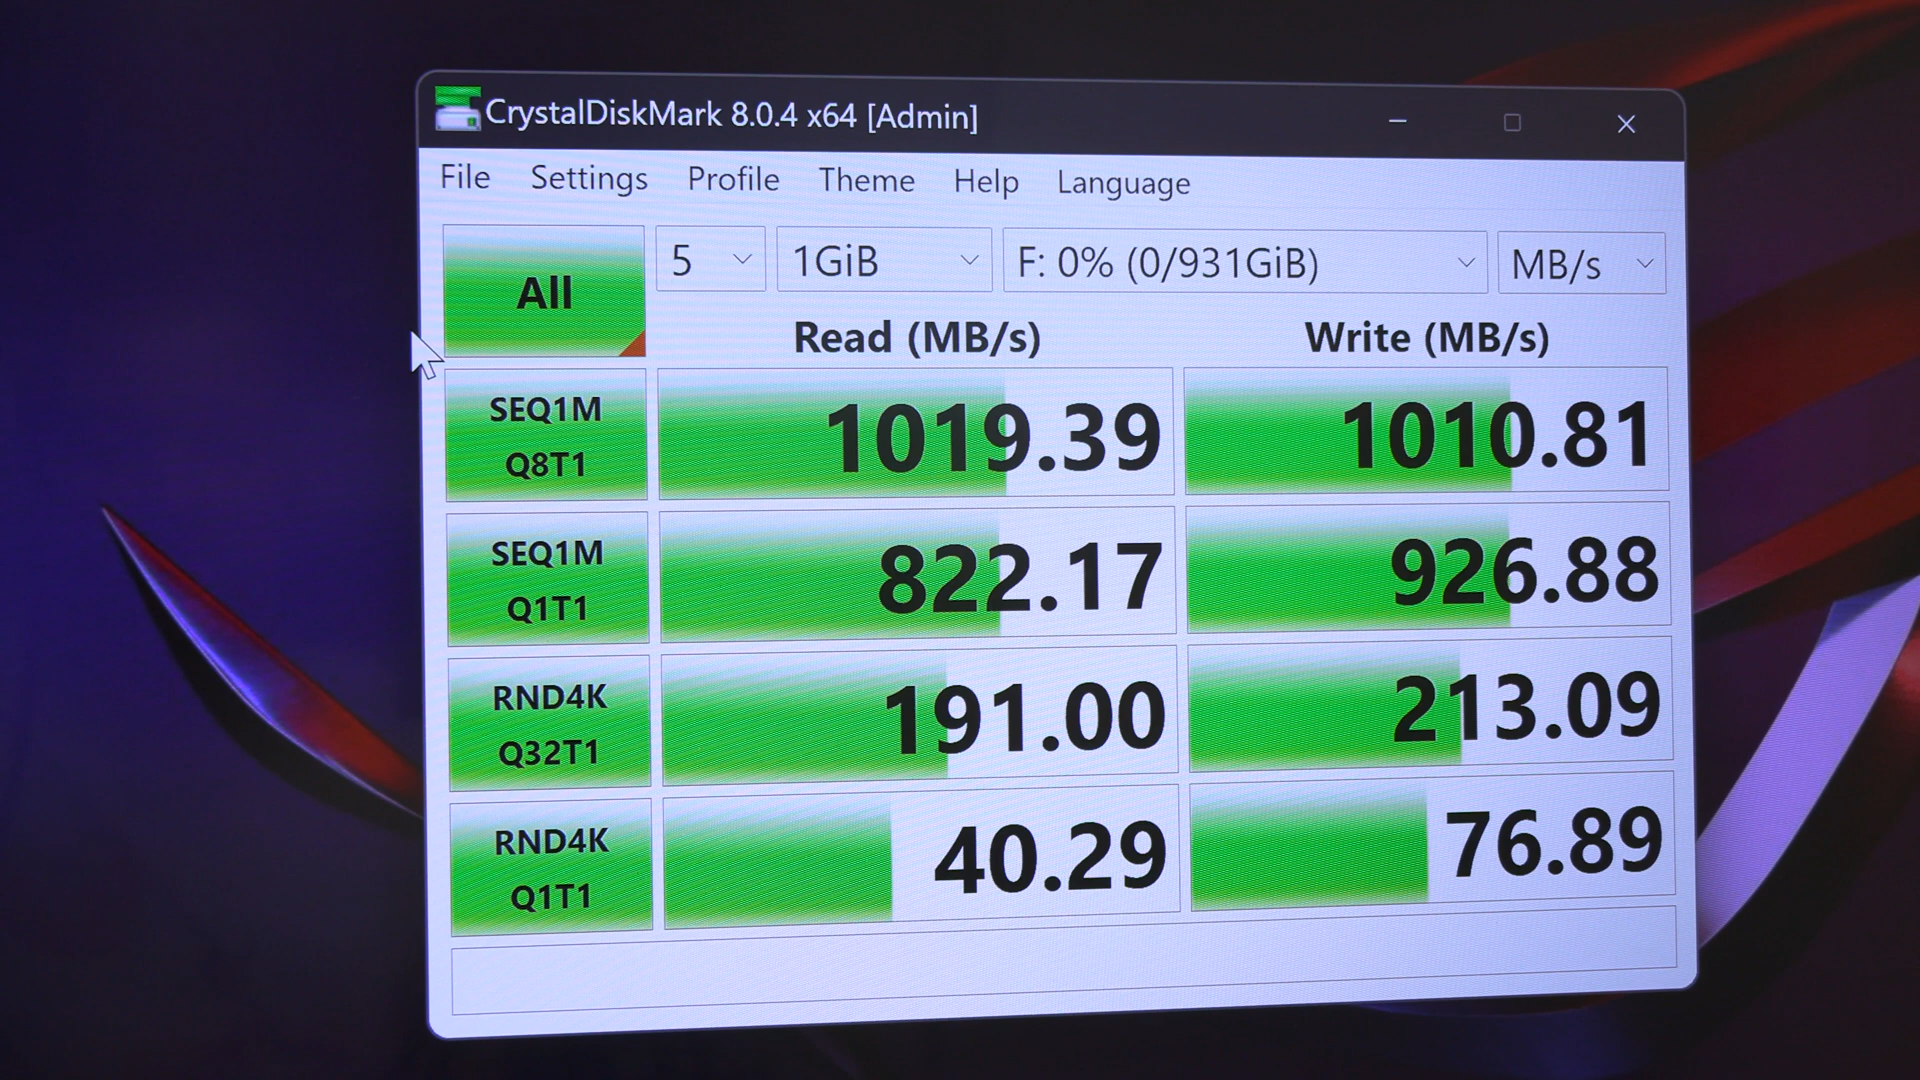 CrystalDiskMark 8.0.4 x64 [Admin]
File Settings Profile Theme Help Language
All 5 1GiB F: 0% (0/931GiB) MB/s
Read (MB/s) Write (MB/s)
SEQ1M
Q8T1
1019.39 1010.81
SEQ1M
Q1T1
822.17 926.88
RND4K
Q32T1
191.00 213.09
RND4K
Q1T1
40.29 76.89